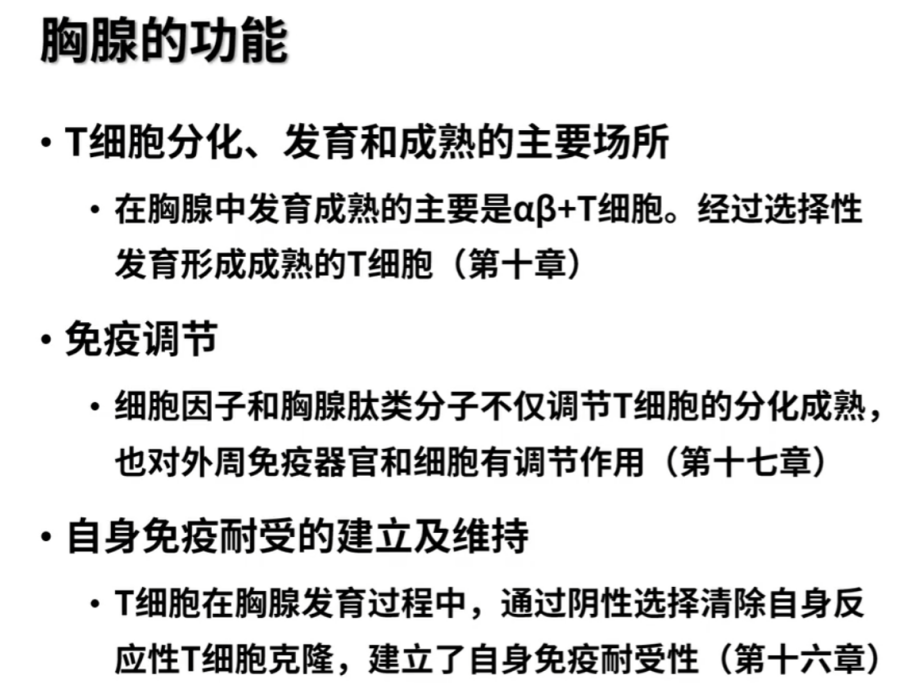 胸腺的功能
• T细胞分化、发育和成熟的主要场所
• 在胸腺中发育成熟的主要是αβ+T细胞。经过选择性
发育形成成熟的T细胞（第十章）
• 免疫调节
• 细胞因子和胸腺肽类分子不仅调节T细胞的分化成熟，
也对外周免疫器官和细胞有调节作用（第十七章）
• 自身免疫耐受的建立及维持
• T细胞在胸腺发育过程中，通过阴性选择清除自身反
应性T细胞克隆，建立了自身免疫耐受性（第十六章）